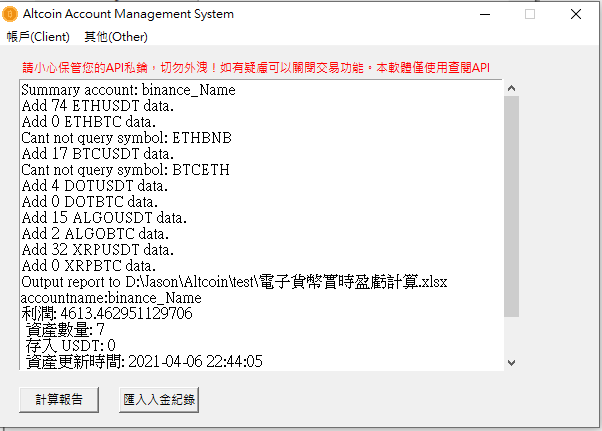 Altcoin Account Management System
帳戶(Client) 其他(Other)
請小心保管您的API私鑰，切勿外洩！如有疑慮可以關閉交易功能。本軟體僅使用查閱API
Summary account: binance_Name
Add 74 ETHUSDT data.
Add 0 ETHBTC data.
Cant not query symbol: ETHBNB
Add 17 BTCUSDT data.
Cant not query symbol: BTCETH
Add 4 DOTUSDT data.
Add 0 DOTBTC data.
Add 15 ALGOUSDT data.
Add 2 ALGOBTC data.
Add 32 XRPUSDT data.
Add 0 XRPBTC data.
Output report to D:\Jason\Altcoin\test\電子貨幣實時盈虧計算.xlsx
accountname:binance_Name
利潤: 4613.462951129706
資產數量: 7
存入 USDT: 0
資產更新時間: 2021-04-06 22:44:05
計算報告 匯入入金紀錄